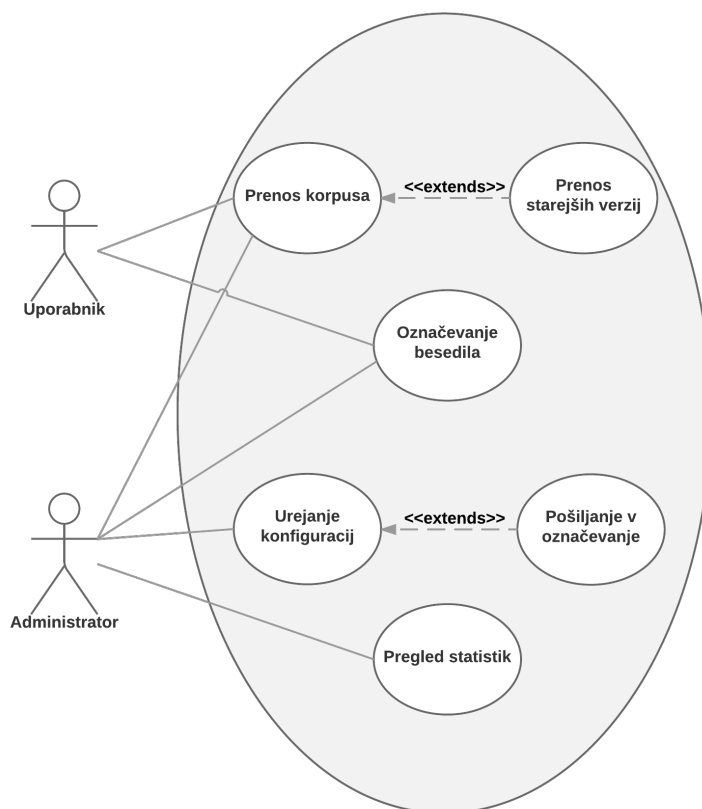 Prenos korpusa
<<extends>>
Prenos
starejših verzij
Uporabnik
Označevanje
besedila
Urejanje
konfiguracij
<<extends>>
Pošiljanje v
označevanje
Administrator
Pregled statistik